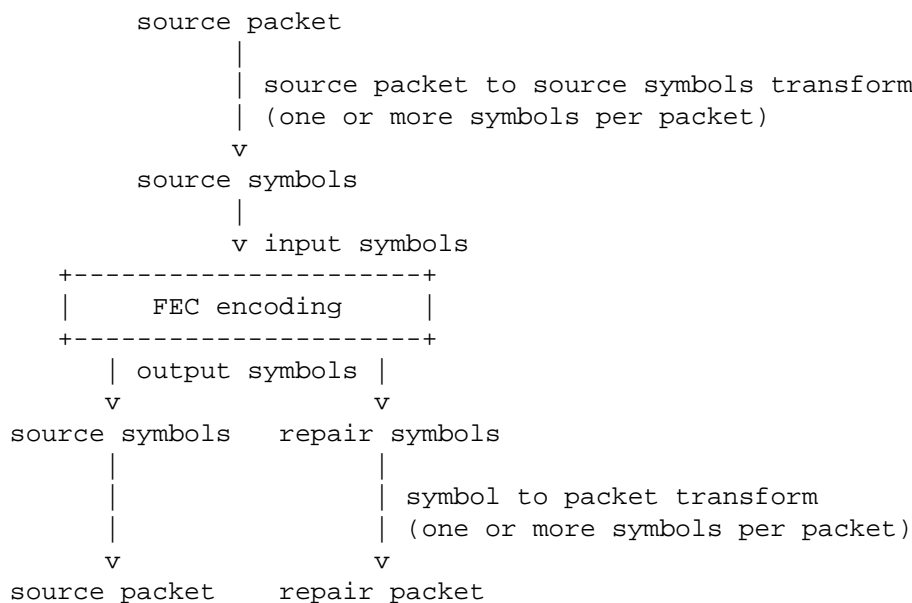 source packet
|
| source packet to source symbols transform
| (one or more symbols per packet)
v
source symbols
|
v input symbols
+----------------------+
| FEC encoding |
+----------------------+
| output symbols |
v v
source symbols repair symbols
| |
| | symbol to packet transform
| | (one or more symbols per packet)
v v
source packet repair packet